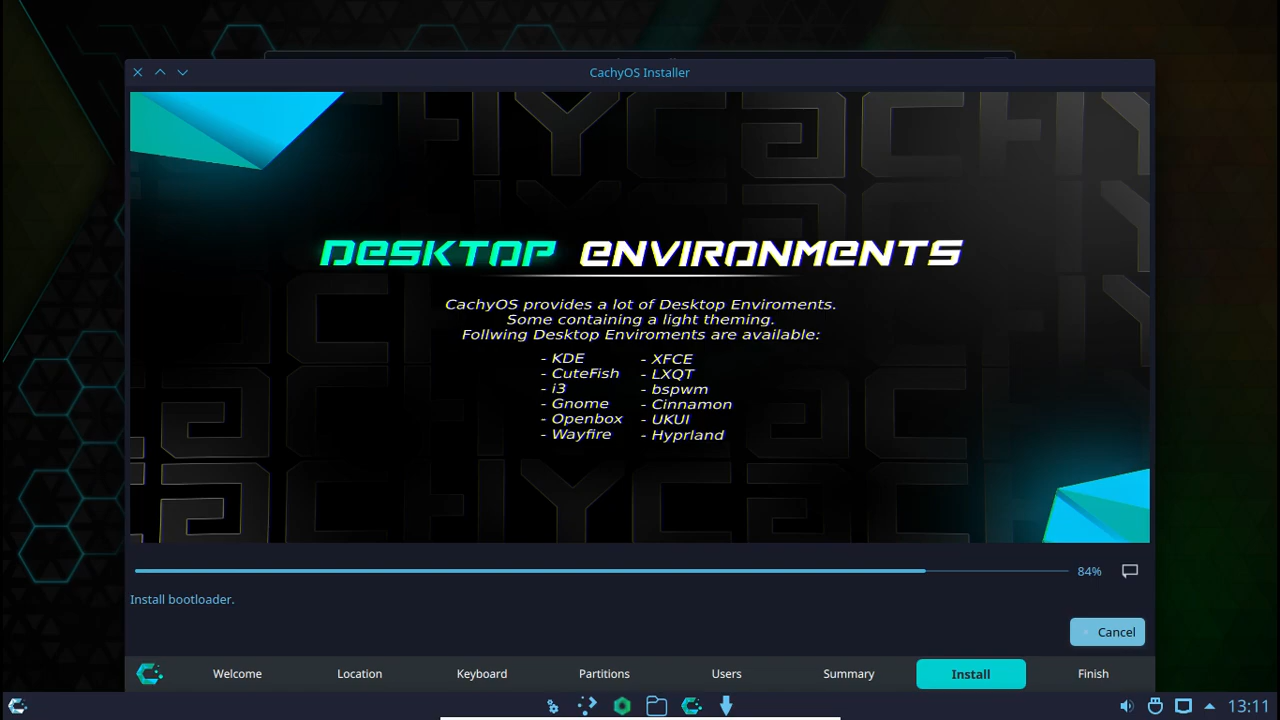 CachyOS Installer
DESKTOP ENVIRONMENTS
CachyOS provides a lot of Desktop Enviroments.
Some containing a light theming.
Follwing Desktop Enviroments are available:
- KDE
- CuteFish
- i3
- Gnome
- Openbox
- Wayfire
- XFCE
- LXQT
- bspwm
- Cinnamon
- UKUI
- Hyprland
84%
Install bootloader.
Cancel
Welcome Location Keyboard Partitions Users Summary Install Finish
13:11